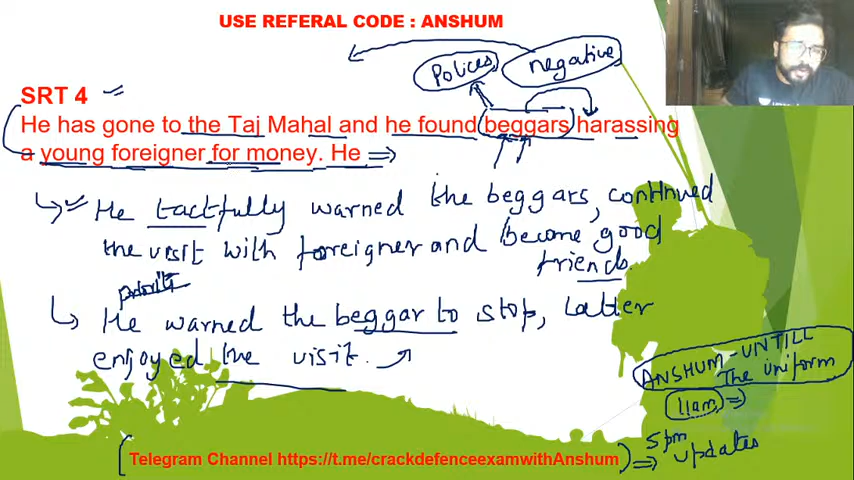 USE REFERAL CODE : ANSHUM
Polices negative
SRT 4
He has gone to the Taj Mahal and he found beggars harassing
a young foreigner for money. He
He tactfully warned the beggars, continued
the visit with foreigner and become good
friends.
He warned the beggar to stop, latter
enjoyed the visit.
ANSHUM-UNTILL
The uniform
11am
5pm
updates
Telegram Channel https://t.me/crackdefenceexamwithAnshum